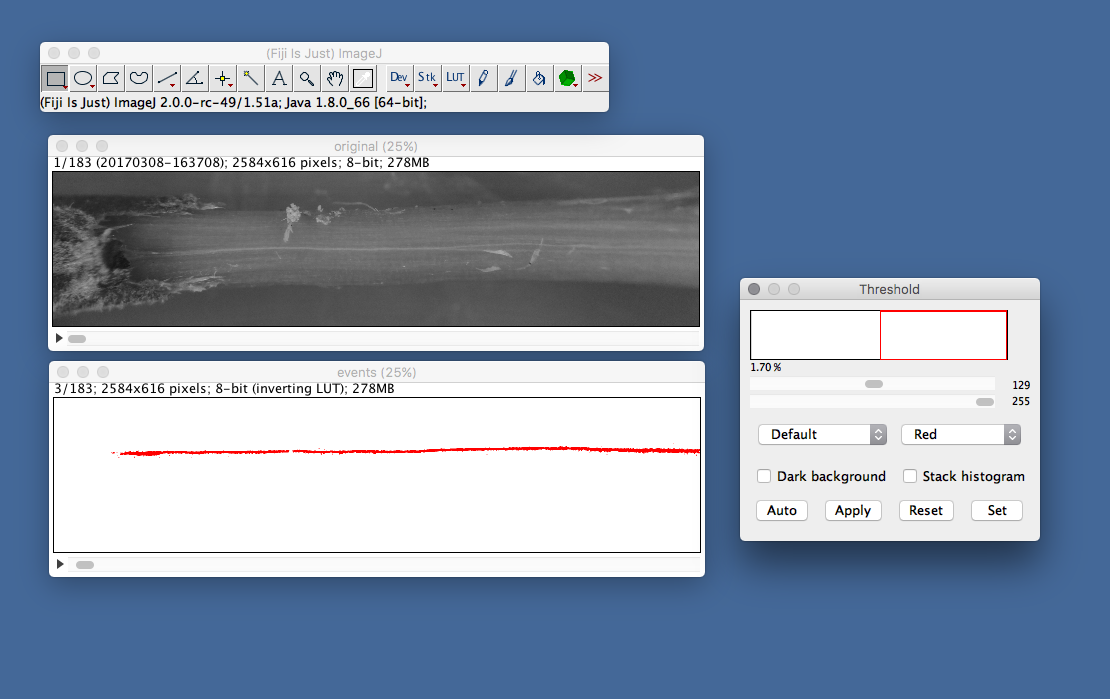 (Fiji Is Just) ImageJ
A Dev Stk LUT >>
(Fiji Is Just) ImageJ 2.0.0-rc-49/1.51a; Java 1.8.0_66 [64-bit];
original (25%)
1/183 (20170308-163708); 2584x616 pixels; 8-bit; 278MB
events (25%)
3/183; 2584x616 pixels; 8-bit (inverting LUT); 278MB
Threshold
1.70 %
129
255
Default Red
Dark background Stack histogram
Auto Apply Reset Set